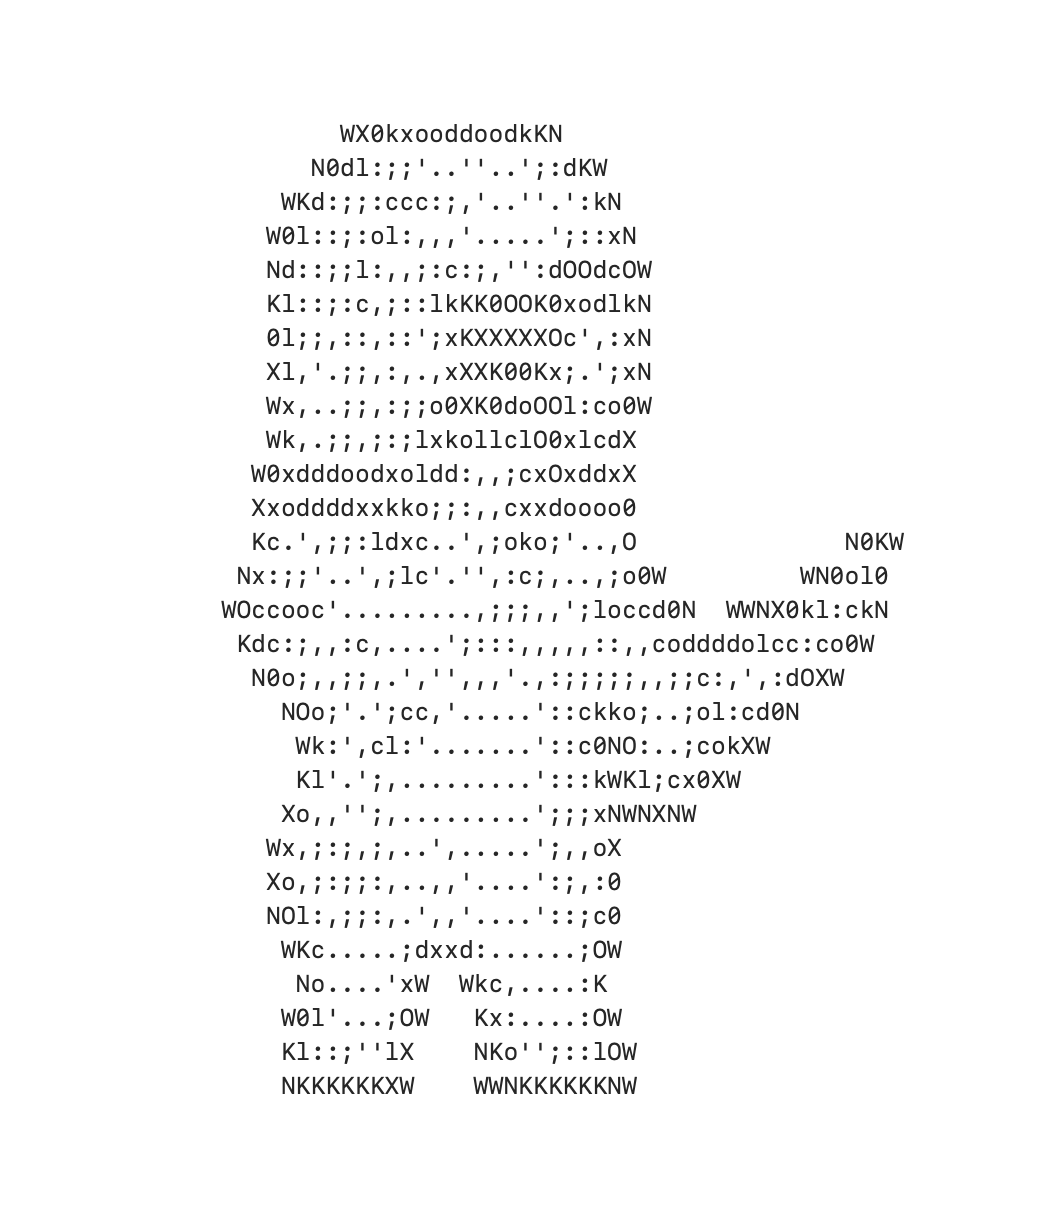 WX0kxooddoodkKN
N0dl:;;'..''..';:dKW
WKd:;;:ccc:;,'..''.':kN
W0l::;:ol:,,,'.....';::xN
Nd::;;l:,,;:c:;,'':dOOdcOW
Kl::;:c,;::lkKK0OOK0xodlkN
0l;;,::,::';xKXXXXXOc',:xN
Xl,'.;;,:,.,xXXK00Kx;.';xN
Wx,..;;,:;;o0XK0doOOl:co0W
Wk,.;;,;:;lxkollclO0xlcdX
W0xdddoodxoldd:,,;cxOxddxX
Xxoddddxxkko;;:,,cxxdoooo0
Kc.',;;:ldxc..',;oko;'..,O              N0KW
Nx:;;'..',;lc'.'',:c;,..,;o0W         WN0ol0
WOccooc'.........,;;;,,';loccd0N  WWNX0kl:ckN
Kdc:;,,:c,....';:::,,,,,::,,coddddolcc:co0W
N0o;,,;;,.','',,,'.,:;;;;;,,;;c:,',:dOXW
NOo;'.';cc,'.....'::ckko;..;ol:cd0N
Wk:',cl:'.......'::c0NO:..;cokXW
Kl'.';,.........':::kWKl;cx0XW
Xo,,'';,.........';;;xNWNXNW
Wx,;:;,;,..',.....';,,oX
Xo,;:;;:,..,,'....':;,:0
NOl:,;;:,.',,'....'::;c0
WKc.....;dxxd:......;OW
No....'xW  Wkc,....:K
W0l'...;OW   Kx:....:OW
Kl::;''lX    NKo'';::lOW
NKKKKKKXW    WWNKKKKKKNW